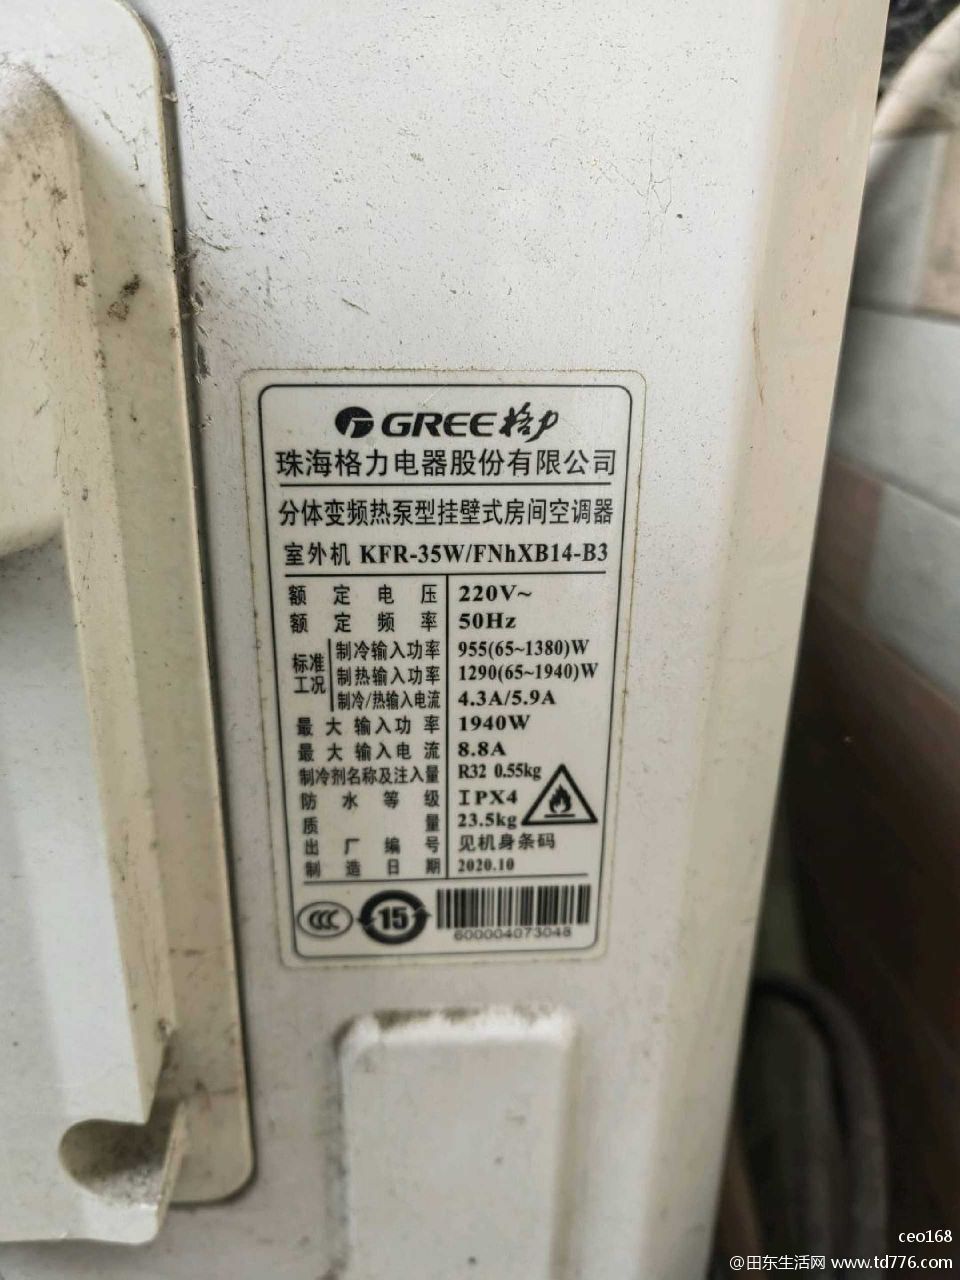 GREE格力
珠海格力电器股份有限公司
分体变频热泵型挂壁式房间空调器
室外机 KFR-35W/FNhXB14-B3
额定电压 220V~
额定频率 50Hz
标准工况 制冷输入功率 955(65~1380)W
制热输入功率 1290(65~1940)W
制冷/热输入电流 4.3A/5.9A
最大输入功率 1940W
最大输入电流 8.8A
制冷剂名称及注入量 R32 0.55kg
防水等级 IPX4
质量 23.5kg
出厂编号 见机身条码
制造日期 2020.10
CCC 15
600004073048
ceo168
@田东生活网 www.td776.com